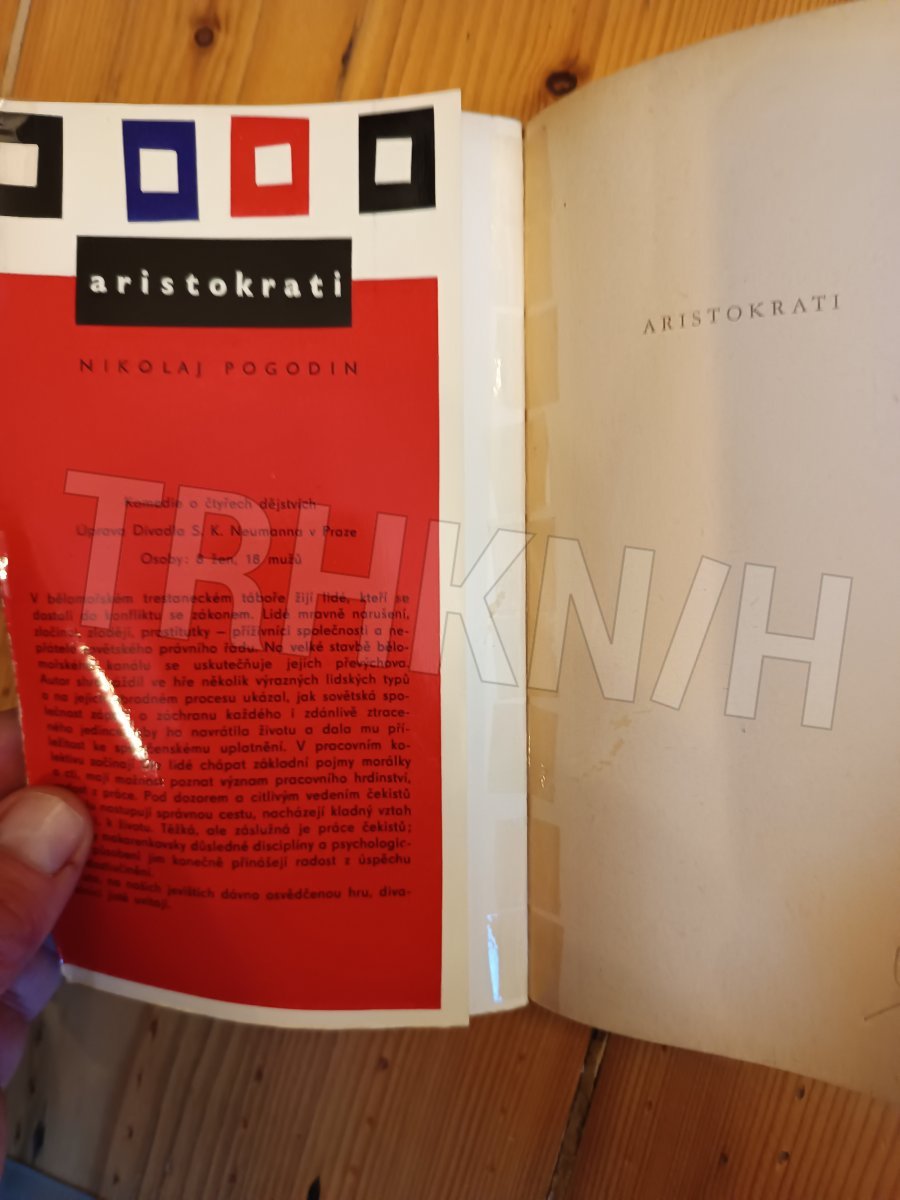 aristokrati
NIKOLAJ POGODIN
Komedie o čtyřech dějstvích
Úprava Divadla S. K. Neumanna v Praze
Osoby: 8 žen, 18 mužů
V bělomořském trestaneckém táboře žijí lidé, kteří se
dostali do konfliktu se zákonem. Lidé mravně narušení,
zločinci, zloději, prostitutky – příživníci společnosti a ne-
přátelé sovětského právního řádu. Na velké stavbě bělo-
mořského kanálu se uskutečňuje jejich převýchova.
Autor ve hře několik výrazných lidských typů
a na jejich procesu ukázal, jak sovětská spo-
lečnost o záchranu každého i zdánlivě ztrace-
ného jedince, aby ho navrátila životu a dala mu pří-
ležitost ke společenskému uplatnění. V pracovním ko-
lektivu začínají lidé chápat základní pojmy morálky
a cti, mají možnost poznat význam pracovního hrdinství,
z práce. Pod dozorem a citlivým vedením čekistů
nastupují správnou cestu, nacházejí kladný vztah
k životu. Těžká, ale záslužná je práce čekistů;
makarenkovsky důsledné disciplíny a psychologic-
působení jim konečně přinášejí radost z úspěchu
na našich jevištích dávno osvědčenou hru, diva-
jistě uvítají.
ARISTOKRATI
TRHKNIH